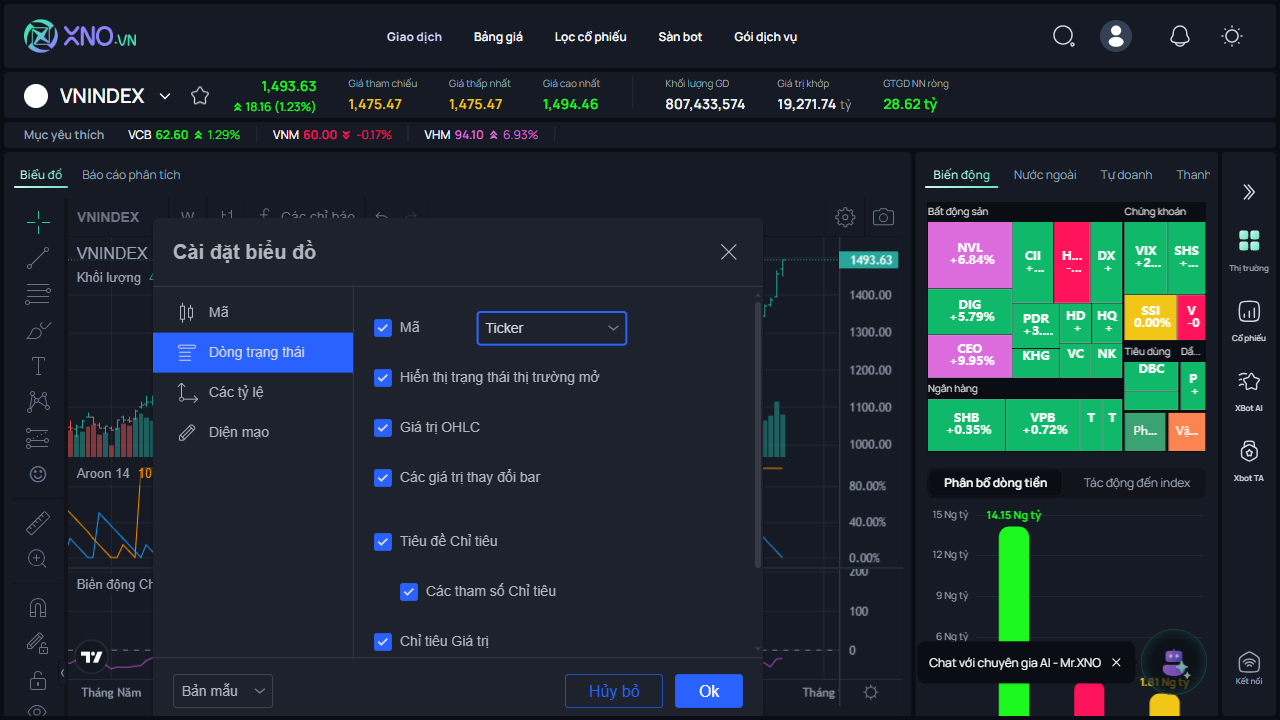 XNO.VN
Giao dịch Bảng giá Lọc cổ phiếu Sàn bot Gói dịch vụ
VNINDEX
1,493.63
18.16 (1.23%)
Giá tham chiếu
1,475.47
Giá thấp nhất
1,475.47
Giá cao nhất
1,494.46
Khối lượng GD
807,433,574
Giá trị khớp
19,271.74 tỷ
GTGD NN ròng
28.62 tỷ
Mục yêu thích VCB 62.60 1.29% VNM 60.00 -0.17% VHM 94.10 6.93%
Biểu đồ Báo cáo phân tích
VNINDEX W Các chỉ báo
VNINDEX
Khối lượng
Aroon 14 10
Biến động Ch
Tháng Năm
Tháng
1493.63
1400.00
1300.00
1200.00
1100.00
1000.00
80.00%
40.00%
0.00%
200
100
0
Cài đặt biểu đồ
Mã
Dòng trạng thái
Các tỷ lệ
Diện mạo
Mã Ticker
Hiển thị trạng thái thị trường mở
Giá trị OHLC
Các giá trị thay đổi bar
Tiêu đề Chỉ tiêu
Các tham số Chỉ tiêu
Chỉ tiêu Giá trị
Bản mẫu Hủy bỏ Ok
Biến động Nước ngoài Tự doanh Thanh
Bất động sản
NVL
+6.84%
DIG
+5.79%
CEO
+9.95%
CII
+...
H...
-...
DX
+
PDR
+3....
HD
+
HQ
+
KHG
VC
NK
Chứng khoán
VIX
+2...
SHS
+...
SSI
0.00%
V
-0
Tiêu dùng
DBC
Dầ...
P
+
Ph...
Vậ...
Ngân hàng
SHB
+0.35%
VPB
+0.72%
T
T
Phân bổ dòng tiền Tác động đến index
15 Ng tỷ
12 Ng tỷ
9 Ng tỷ
6 Ng tỷ
14.15 Ng tỷ
1.81 Ng tỷ
Chat với chuyên gia AI - Mr.XNO
Thị trường
Cổ phiếu
XBot AI
Xbot TA
Kết nối